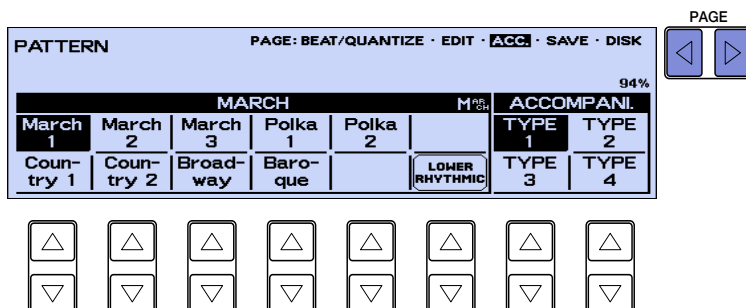 PAGE
PATTERN
PAGE: BEAT/QUANTIZE · EDIT · ACC. · SAVE · DISK
94%
MARCH MARCH ACCOMPANI.
March March March Polka Polka TYPE TYPE
1 2 3 1 2 1 2
Coun- Coun- Broad- Baro- LOWER TYPE TYPE
try 1 try 2 way que RHYTHMIC 3 4